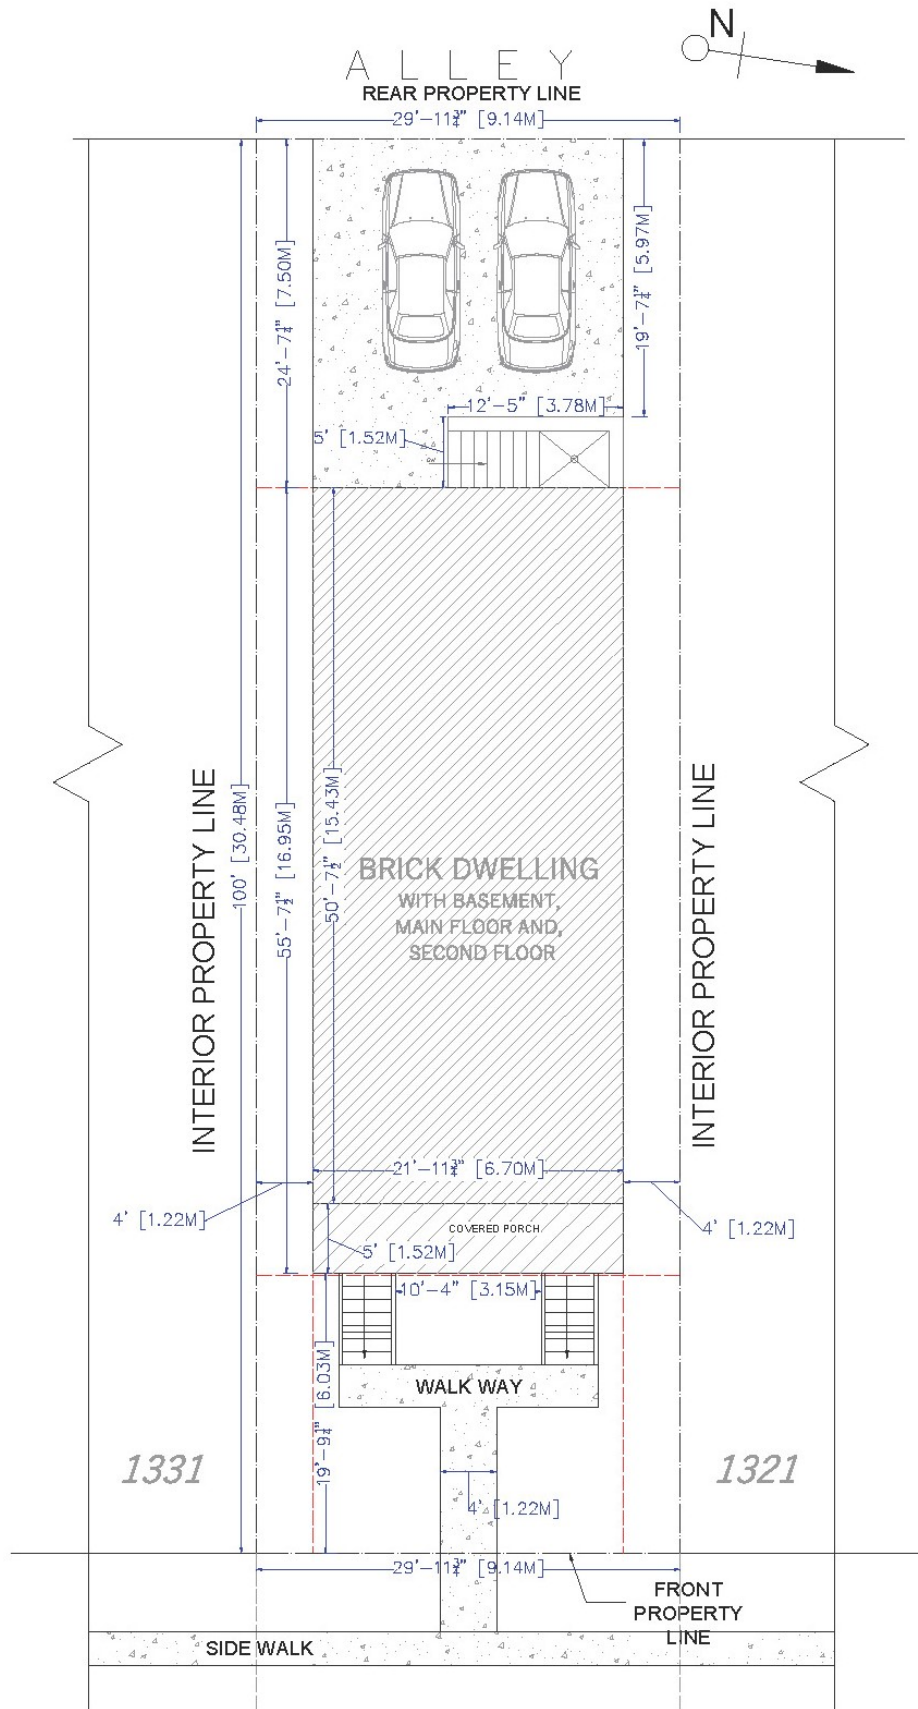 N
ALLEY
REAR PROPERTY LINE
29'-11¾" [9.14M]
24'-7¼" [7.50M]
19'-7¼" [5.97M]
12'-5" [3.78M]
5' [1.52M]
INTERIOR PROPERTY LINE
100' [30.48M]
55'-7½" [16.95M]
50'-7½" [15.43M]
BRICK DWELLING
WITH BASEMENT,
MAIN FLOOR AND,
SECOND FLOOR
INTERIOR PROPERTY LINE
21'-11¾" [6.70M]
4' [1.22M]
COVERED PORCH
4' [1.22M]
5' [1.52M]
10'-4" [3.15M]
19'-9¼" [6.03M]
WALK WAY
1331
1321
4' [1.22M]
29'-11¾" [9.14M]
FRONT
PROPERTY
LINE
SIDE WALK